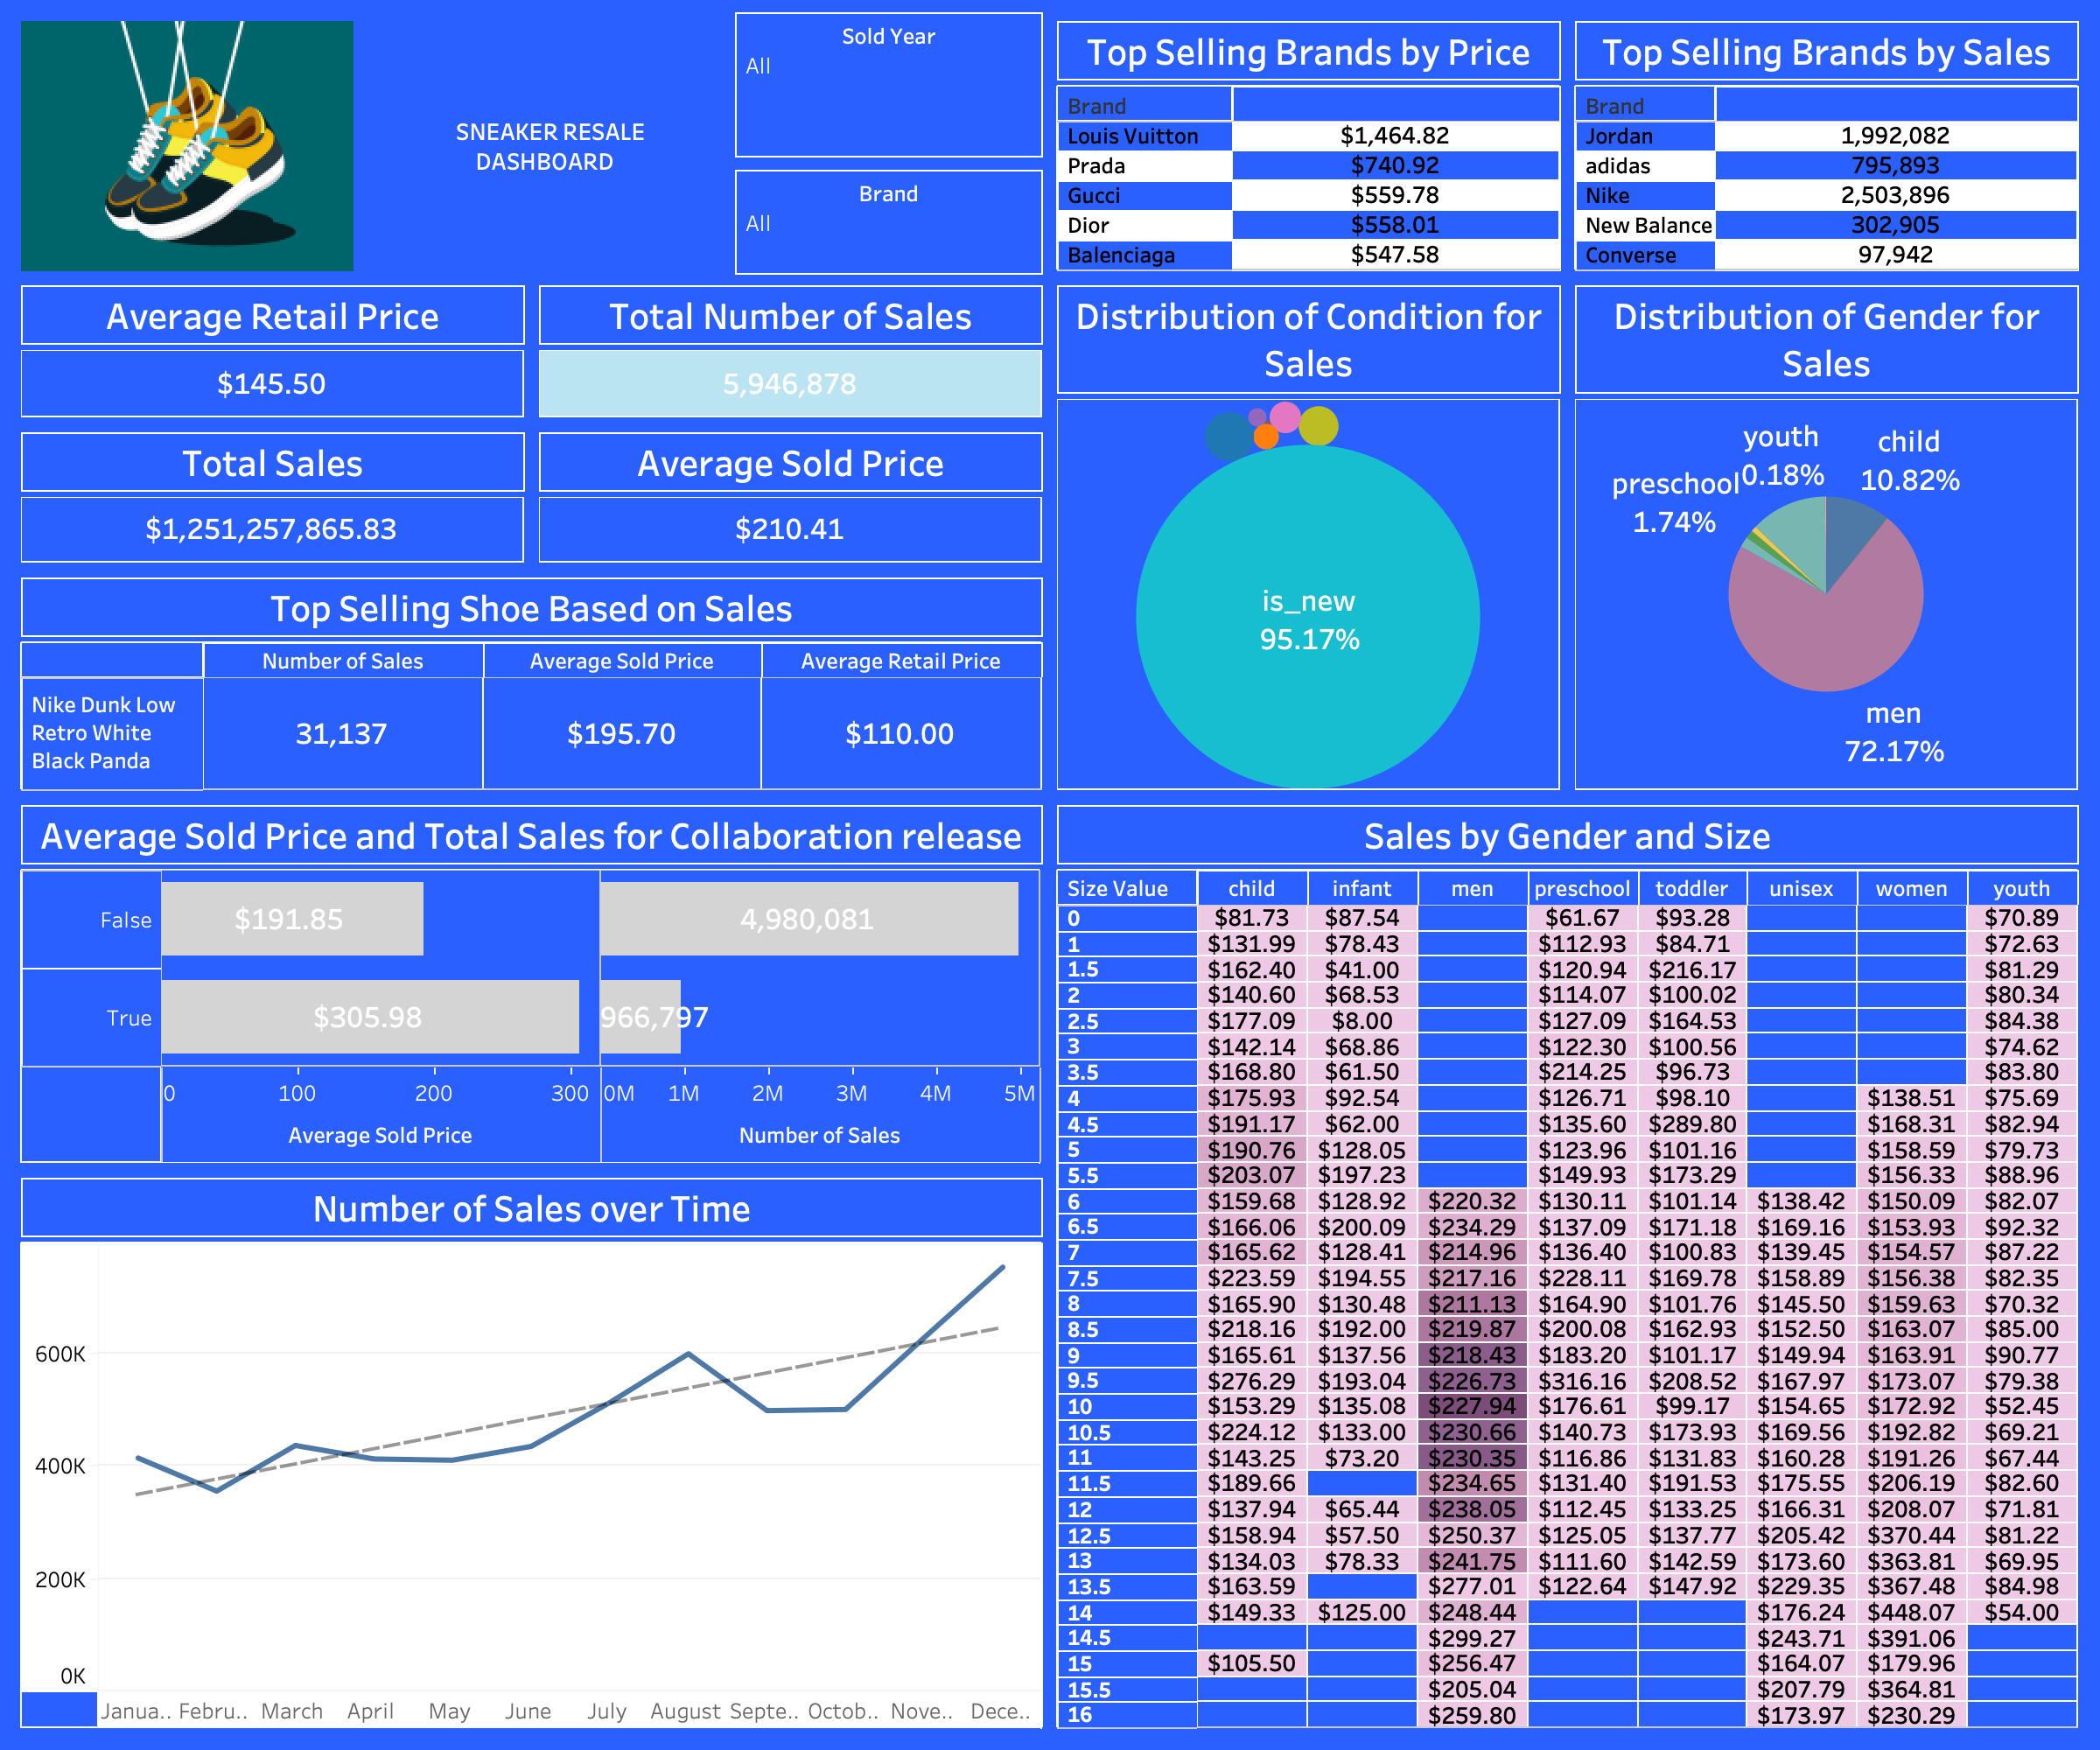 SNEAKER RESALE
DASHBOARD
Sold Year
All
Brand
All
Top Selling Brands by Price
Brand
Louis Vuitton $1,464.82
Prada $740.92
Gucci $559.78
Dior $558.01
Balenciaga $547.58
Top Selling Brands by Sales
Brand
Jordan 1,992,082
adidas 795,893
Nike 2,503,896
New Balance 302,905
Converse 97,942
Average Retail Price
$145.50
Total Number of Sales
5,946,878
Total Sales
$1,251,257,865.83
Average Sold Price
$210.41
Top Selling Shoe Based on Sales
Number of Sales Average Sold Price Average Retail Price
Nike Dunk Low
Retro White
Black Panda
31,137 $195.70 $110.00
Distribution of Condition for
Sales
is_new
95.17%
Distribution of Gender for
Sales
youth
0.18%
child
10.82%
preschool
1.74%
men
72.17%
Average Sold Price and Total Sales for Collaboration release
False $191.85 4,980,081
True $305.98 966,797
0 100 200 300 0M 1M 2M 3M 4M 5M
Average Sold Price Number of Sales
Number of Sales over Time
600K
400K
200K
0K
Janua.. Febru.. March April May June July August Septe.. Octob.. Nove.. Dece..
Sales by Gender and Size
Size Value child infant men preschool toddler unisex women youth
0 $81.73 $87.54 $61.67 $93.28 $70.89
1 $131.99 $78.43 $112.93 $84.71 $72.63
1.5 $162.40 $41.00 $120.94 $216.17 $81.29
2 $140.60 $68.53 $114.07 $100.02 $80.34
2.5 $177.09 $8.00 $127.09 $164.53 $84.38
3 $142.14 $68.86 $122.30 $100.56 $74.62
3.5 $168.80 $61.50 $214.25 $96.73 $83.80
4 $175.93 $92.54 $126.71 $98.10 $138.51 $75.69
4.5 $191.17 $62.00 $135.60 $289.80 $168.31 $82.94
5 $190.76 $128.05 $123.96 $101.16 $158.59 $79.73
5.5 $203.07 $197.23 $149.93 $173.29 $156.33 $88.96
6 $159.68 $128.92 $220.32 $130.11 $101.14 $138.42 $150.09 $82.07
6.5 $166.06 $200.09 $234.29 $137.09 $171.18 $169.16 $153.93 $92.32
7 $165.62 $128.41 $214.96 $136.40 $100.83 $139.45 $154.57 $87.22
7.5 $223.59 $194.55 $217.16 $228.11 $169.78 $158.89 $156.38 $82.35
8 $165.90 $130.48 $211.13 $164.90 $101.76 $145.50 $159.63 $70.32
8.5 $218.16 $192.00 $219.87 $200.08 $162.93 $152.50 $163.07 $85.00
9 $165.61 $137.56 $218.43 $183.20 $101.17 $149.94 $163.91 $90.77
9.5 $276.29 $193.04 $226.73 $316.16 $208.52 $167.97 $173.07 $79.38
10 $153.29 $135.08 $227.94 $176.61 $99.17 $154.65 $172.92 $52.45
10.5 $224.12 $133.00 $230.66 $140.73 $173.93 $169.56 $192.82 $69.21
11 $143.25 $73.20 $230.35 $116.86 $131.83 $160.28 $191.26 $67.44
11.5 $189.66 $234.65 $131.40 $191.53 $175.55 $206.19 $82.60
12 $137.94 $65.44 $238.05 $112.45 $133.25 $166.31 $208.07 $71.81
12.5 $158.94 $57.50 $250.37 $125.05 $137.77 $205.42 $370.44 $81.22
13 $134.03 $78.33 $241.75 $111.60 $142.59 $173.60 $363.81 $69.95
13.5 $163.59 $277.01 $122.64 $147.92 $229.35 $367.48 $84.98
14 $149.33 $125.00 $248.44 $176.24 $448.07 $54.00
14.5 $299.27 $243.71 $391.06
15 $105.50 $256.47 $164.07 $179.96
15.5 $205.04 $207.79 $364.81
16 $259.80 $173.97 $230.29